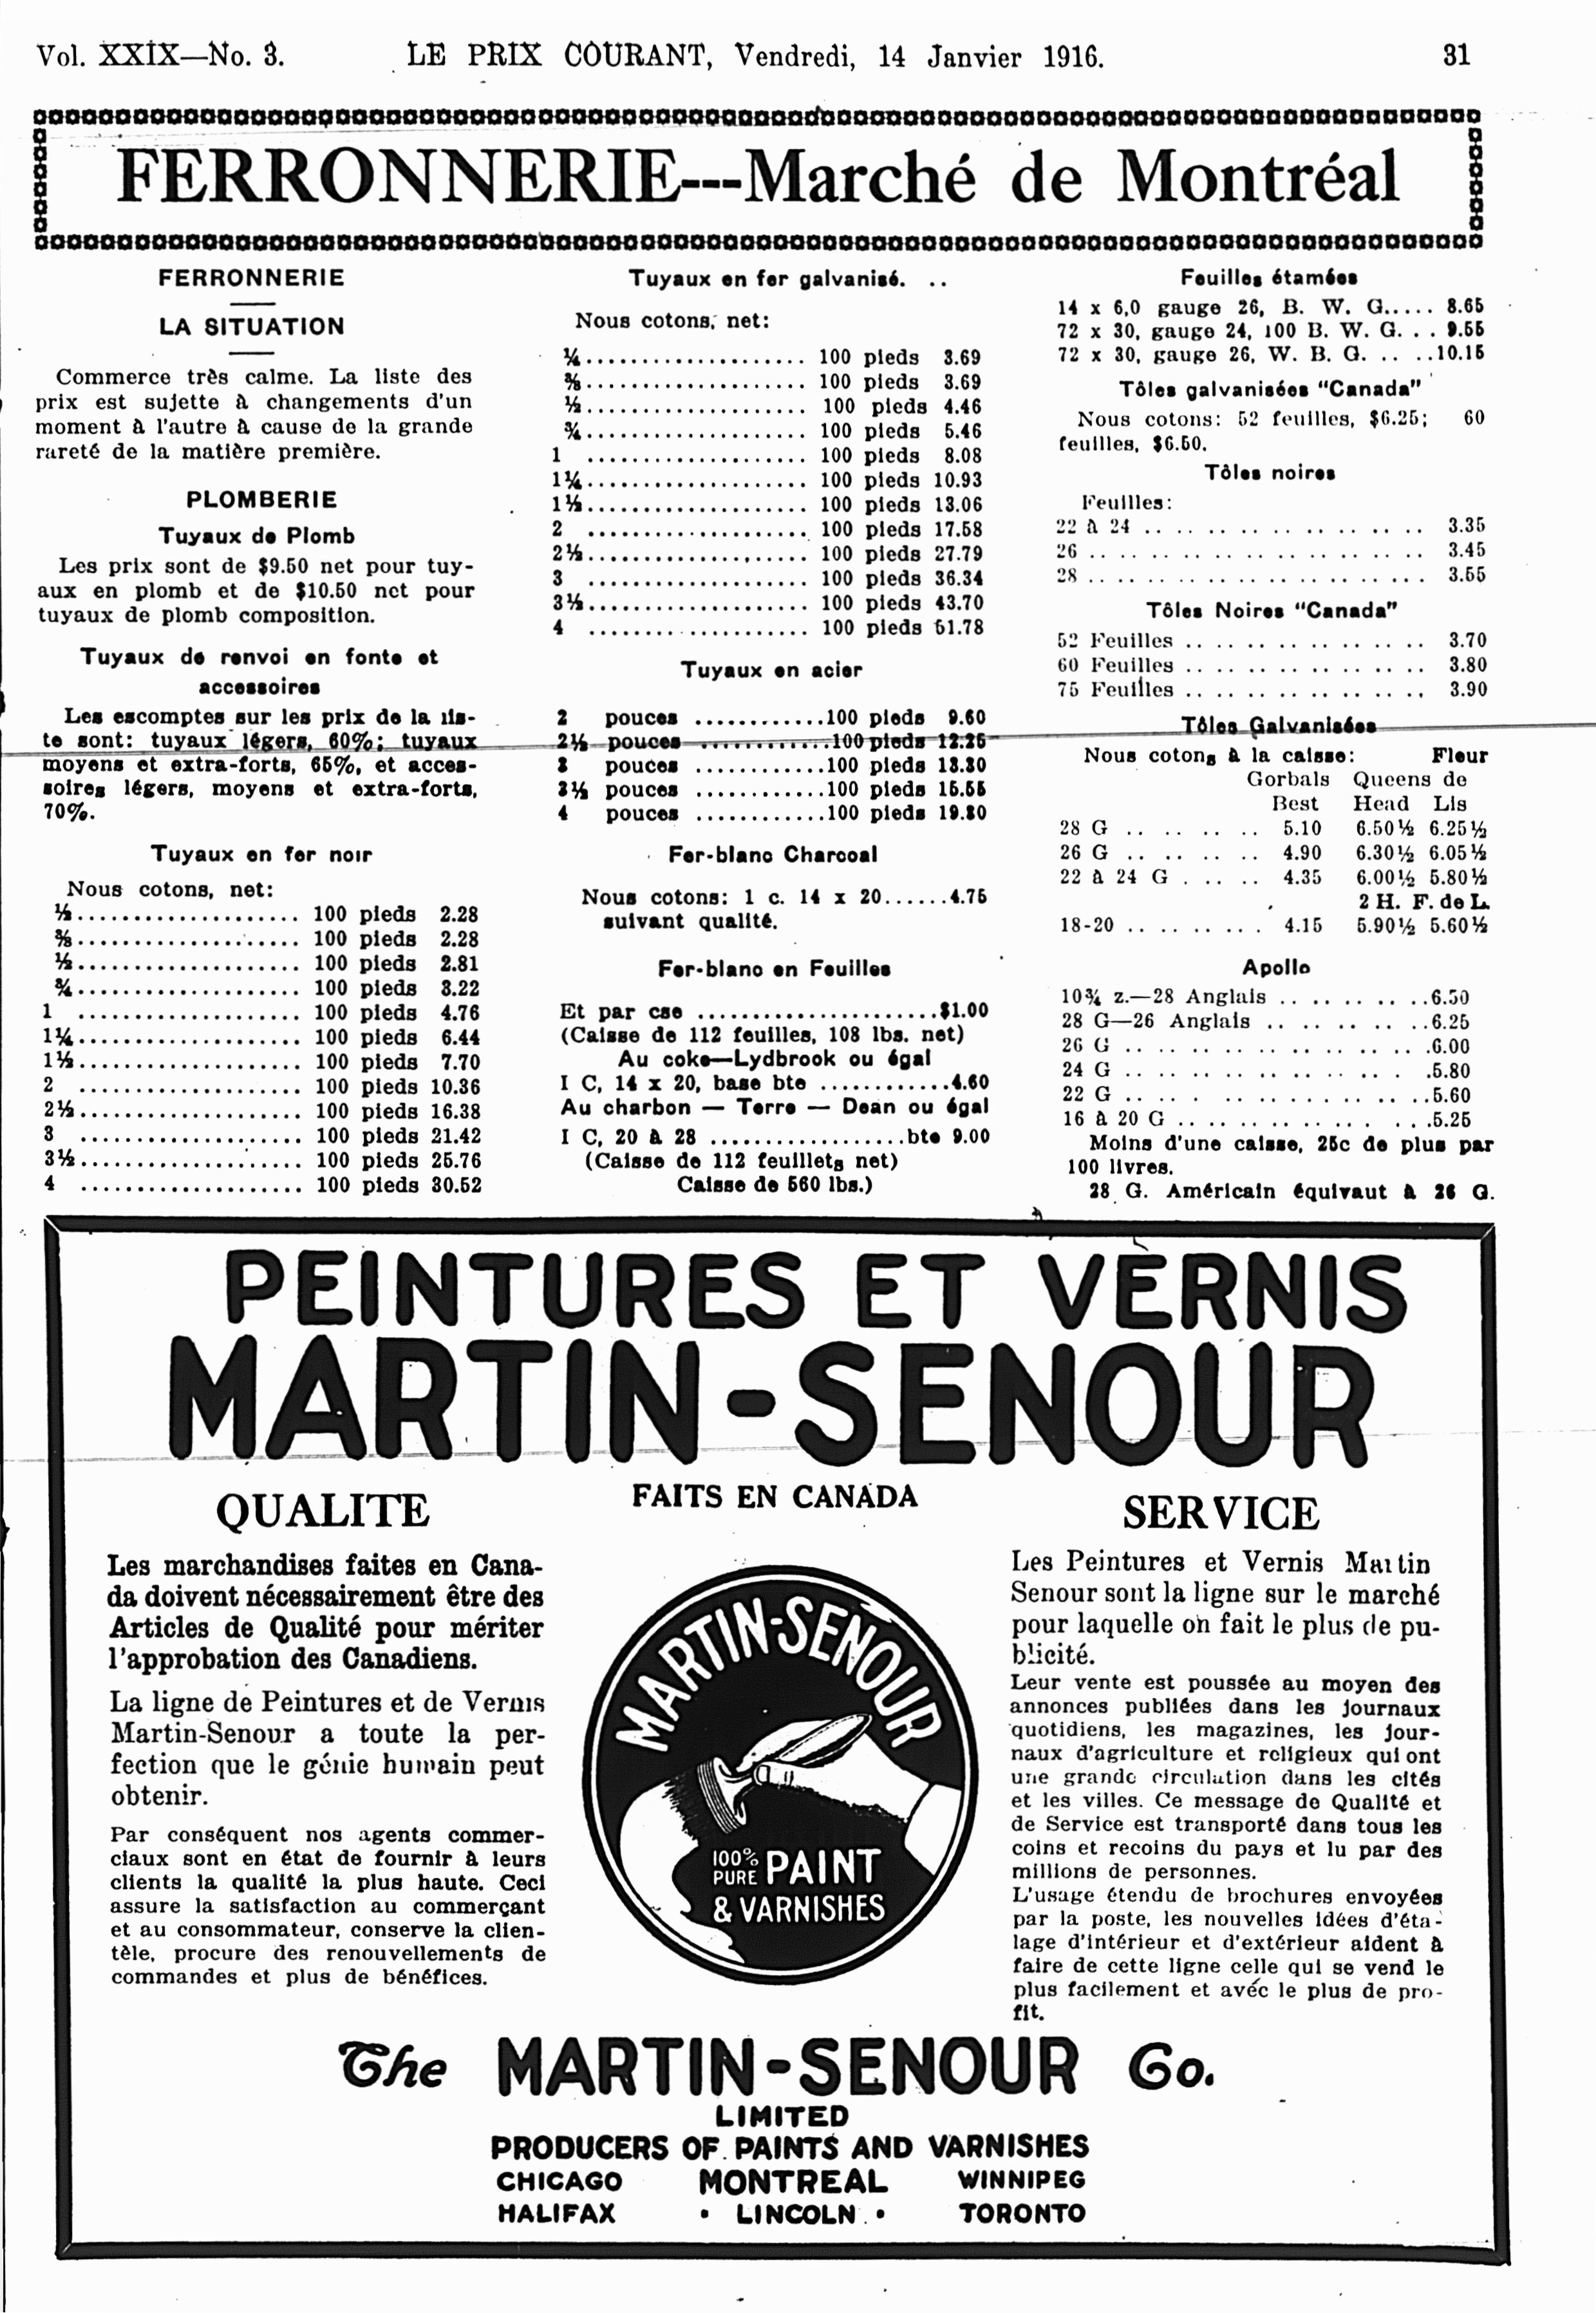 Vol. XXIX—No. 3. LE PRIX COURANT, Vendredi, 14 Janvier 1916. 31
FERRONNERIE---Marché de Montréal
FERRONNERIE
LA SITUATION
Commerce très calme. La liste des
prix est sujette à changements d'un
moment à l'autre à cause de la grande
rareté de la matière première.
PLOMBERIE
Tuyaux de Plomb
Les prix sont de $9.50 net pour tuy-
aux en plomb et de $10.50 net pour
tuyaux de plomb composition.
Tuyaux de renvoi en fonte et
accessoires
Les escomptes sur les prix de la lis-
te sont: tuyaux légers, 60%; tuyaux
moyens et extra-forts, 65%, et acces-
soires légers, moyens et extra-forts,
70%.
Tuyaux en fer noir
Nous cotons, net:
½.................... 100 pieds 2.28
⅜.................... 100 pieds 2.28
½.................... 100 pieds 2.81
¾.................... 100 pieds 3.22
1 .................... 100 pieds 4.76
1¼.................... 100 pieds 6.44
1½.................... 100 pieds 7.70
2 .................... 100 pieds 10.36
2½.................... 100 pieds 16.38
3 .................... 100 pieds 21.42
3½.................... 100 pieds 25.76
4 .................... 100 pieds 30.52
Tuyaux en fer galvanisé. ..
Nous cotons, net:
¼.................... 100 pieds 3.69
⅜.................... 100 pieds 3.69
½.................... 100 pieds 4.46
¾.................... 100 pieds 5.46
1 .................... 100 pieds 8.08
1¼.................... 100 pieds 10.93
1½.................... 100 pieds 13.06
2 .................... 100 pieds 17.58
2½.................... 100 pieds 27.79
3 .................... 100 pieds 36.34
3½.................... 100 pieds 43.70
4 .................... 100 pieds 51.78
Tuyaux en acier
2 pouces ............100 pieds 9.60
2½ pouces ............100 pieds 12.25
3 pouces ............100 pieds 13.30
3½ pouces ............100 pieds 15.55
4 pouces ............100 pieds 19.80
Fer-blanc Charcoal
Nous cotons: 1 c. 14 x 20......4.75
suivant qualité.
Fer-blanc en Feuilles
Et par cse ......................$1.00
(Caisse de 112 feuilles, 108 lbs. net)
Au coke—Lydbrook ou égal
I C, 14 x 20, base bte ............4.60
Au charbon — Terre — Dean ou égal
I C, 20 à 28 ..................bte 9.00
(Caisse de 112 feuillets net)
Caisse de 560 lbs.)
Feuilles étamées
14 x 6,0 gauge 26, B. W. G..... 8.65
72 x 30, gauge 24, 100 B. W. G. . . 9.55
72 x 30, gauge 26, W. B. G. .. ..10.15
Tôles galvanisées "Canada"
Nous cotons: 52 feuilles, $6.25; 60
feuilles, $6.50.
Tôles noires
Feuilles:
22 à 24 .. .. .. .. .. .. .. .. .. 3.35
26 .. .. .. .. .. .. .. .. .. .. .. 3.45
28 .. .. .. .. .. .. .. .. .. .. .. 3.55
Tôles Noires "Canada"
52 Feuilles .. .. .. .. .. .. .. .. 3.70
60 Feuilles .. .. .. .. .. .. .. .. 3.80
75 Feuilles .. .. .. .. .. .. .. .. 3.90
Tôles Galvanisées
Nous cotons à la caisse: Fleur
Gorbals Queens de
Best Head Lis
28 G .. .. .. .. .. 5.10 6.50½ 6.25½
26 G .. .. .. .. .. 4.90 6.30½ 6.05½
22 à 24 G . .. .. .. 4.35 6.00½ 5.80½
2 H. F. de L.
18-20 .. .. .. .. .. 4.15 5.90½ 5.60½
Apollo
10¾ z.—28 Anglais .. .. .. .. ..6.50
28 G—26 Anglais .. .. .. .. ..6.25
26 G .. .. .. .. .. .. .. .. .. .6.00
24 G .. .. .. .. .. .. .. .. .. .5.80
22 G .. .. .. .. .. .. .. .. .. ..5.60
16 à 20 G .. .. .. .. .. .. .. ..5.25
Moins d'une caisse, 25c de plus par
100 livres.
28 G. Américain équivaut à 26 G.
PEINTURES ET VERNIS
MARTIN-SENOUR
QUALITE
Les marchandises faites en Cana-
da doivent nécessairement être des
Articles de Qualité pour mériter
l'approbation des Canadiens.
La ligne de Peintures et de Vernis
Martin-Senour a toute la per-
fection que le génie humain peut
obtenir.
Par conséquent nos agents commer-
ciaux sont en état de fournir à leurs
clients la qualité la plus haute. Ceci
assure la satisfaction au commerçant
et au consommateur, conserve la clien-
tèle, procure des renouvellements de
commandes et plus de bénéfices.
FAITS EN CANADA
MARTIN-SENOUR
100% PURE PAINT
& VARNISHES
SERVICE
Les Peintures et Vernis Martin
Senour sont la ligne sur le marché
pour laquelle on fait le plus de pu-
blicité.
Leur vente est poussée au moyen des
annonces publiées dans les journaux
quotidiens, les magazines, les jour-
naux d'agriculture et religieux qui ont
une grande circulation dans les cités
et les villes. Ce message de Qualité et
de Service est transporté dans tous les
coins et recoins du pays et lu par des
millions de personnes.
L'usage étendu de brochures envoyées
par la poste, les nouvelles idées d'éta-
lage d'intérieur et d'extérieur aident à
faire de cette ligne celle qui se vend le
plus facilement et avec le plus de pro-
fit.
The MARTIN-SENOUR Co.
LIMITED
PRODUCERS OF PAINTS AND VARNISHES
CHICAGO MONTREAL WINNIPEG
HALIFAX • LINCOLN • TORONTO